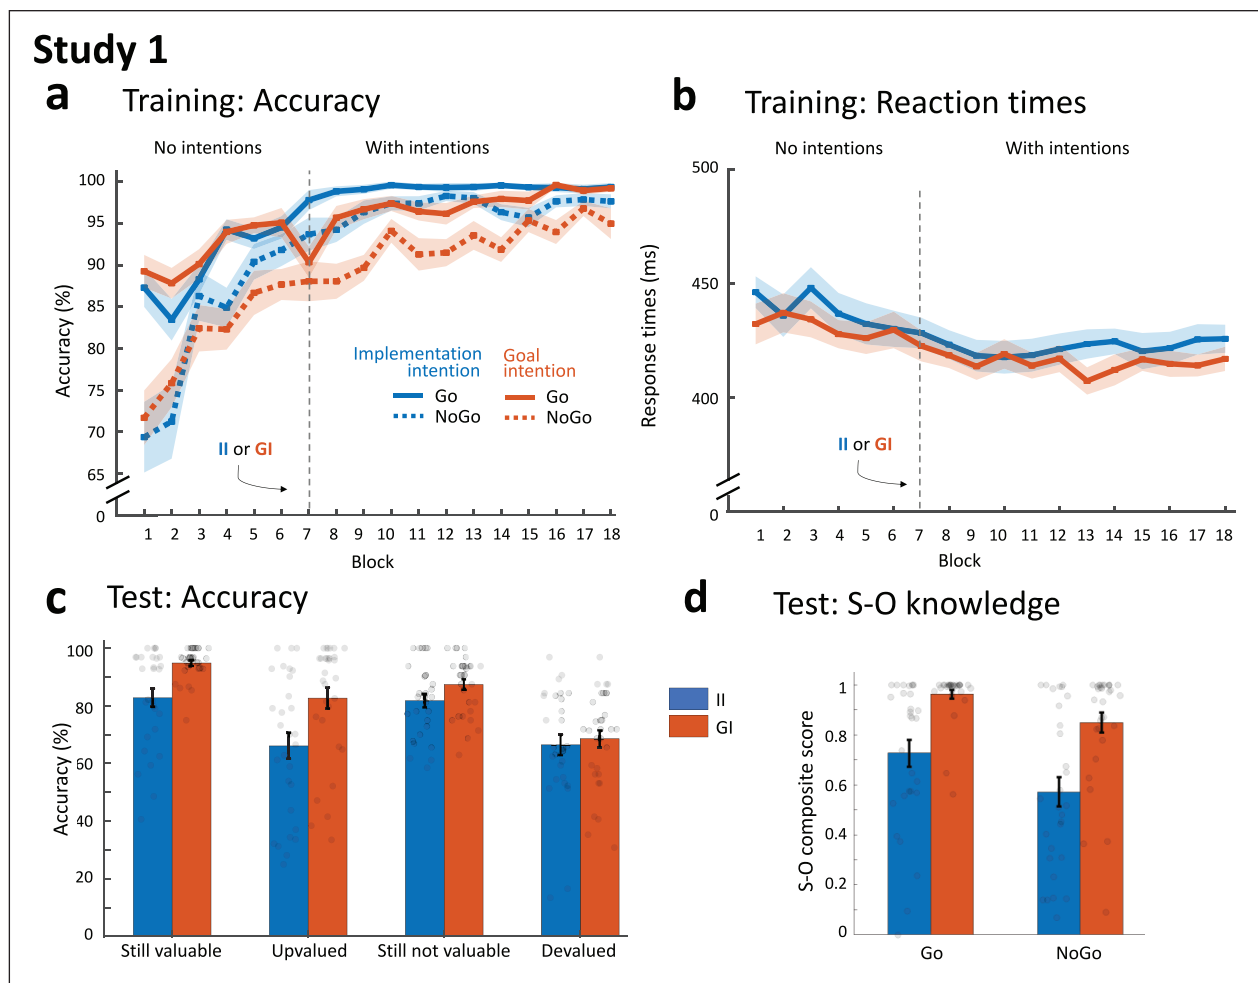 Study 1
a Training: Accuracy
No intentions With intentions
Accuracy (%)
100
95
90
85
80
75
70
65
0
Implementation intention
Goal intention
Go Go
NoGo NoGo
II or GI
1 2 3 4 5 6 7 8 9 10 11 12 13 14 15 16 17 18
Block
b Training: Reaction times
No intentions With intentions
Response times (ms)
500
450
400
0
II or GI
1 2 3 4 5 6 7 8 9 10 11 12 13 14 15 16 17 18
Block
c Test: Accuracy
Accuracy (%)
100
80
60
40
20
0
Still valuable Upvalued Still not valuable Devalued
II
GI
d Test: S-O knowledge
S-O composite score
1
0.8
0.6
0.4
0.2
0
Go NoGo